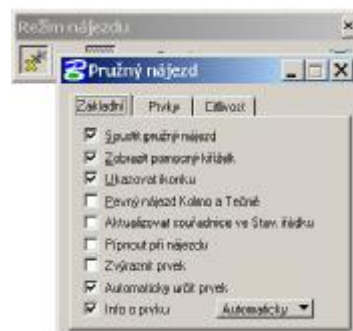 Režim nájezdu
Pružný nájezd
Základní Prvky Citlivost
Spustit pružný nájezd
Zobrazit pomocný křížek
Ukazovat ikonku
Pevný nájezd Kolmo a Tečně
Aktualizovat souřadnice ve Stav. řádku
Pípnout při nájezdu
Zvýraznit prvek
Automaticky určit prvek
Info o prvku Automaticky